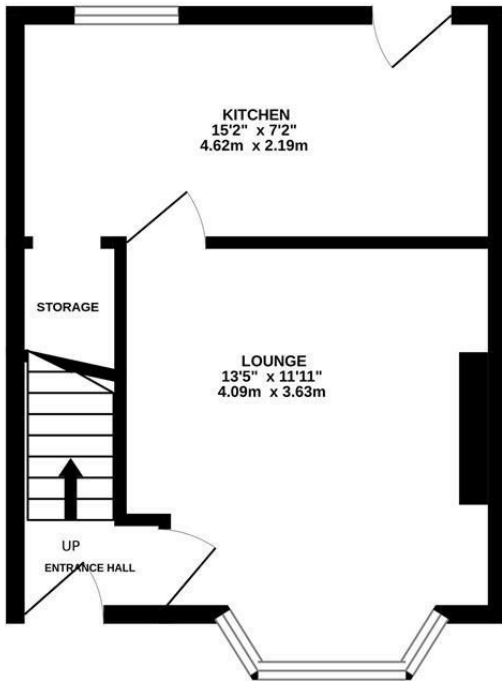 KITCHEN
15'2" x 7'2"
4.62m x 2.19m
STORAGE
LOUNGE
13'5" x 11'11"
4.09m x 3.63m
UP
ENTRANCE HALL